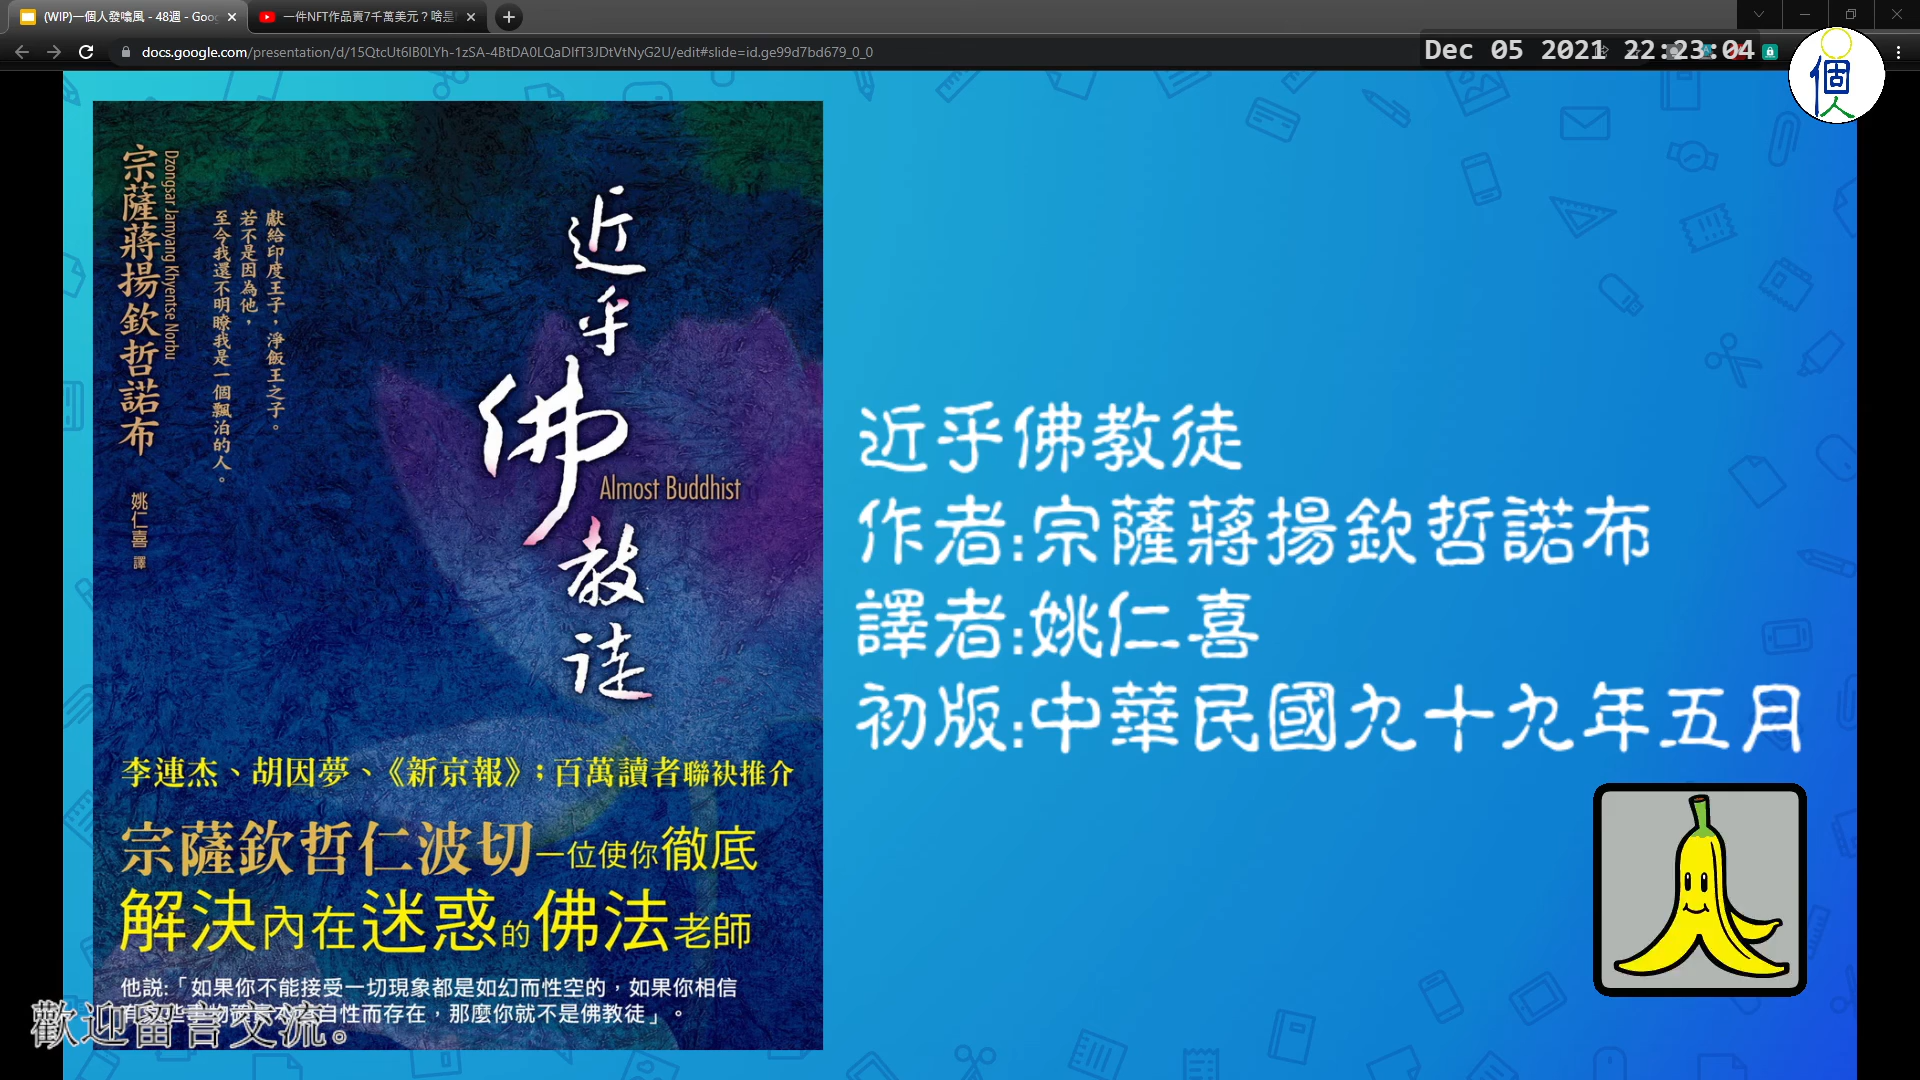 (WIP)一個人發噏風 - 48週 - Goo
一件NFT作品賣7千萬美元？啥是
docs.google.com/presentation/d/15QtcUt6IB0LYh-1zSA-4BtDA0LQaDIfT3JDtVtNyG2U/edit#slide=id.ge99d7bd679_0_0
Dec 05 2021 22:23:04
個人
宗薩蔣揚欽哲諾布
Dzongsar Jamyang Khyentse Norbu
姚仁喜 譯
獻給印度王子，淨飯王之子。
若不是因為他，
至今我還不明瞭我是一個飄泊的人。
近乎佛教徒
Almost Buddhist
李連杰、胡因夢、《新京報》；百萬讀者聯袂推介
宗薩欽哲仁波切一位使你徹底
解決內在迷惑的佛法老師
他説:「如果你不能接受一切現象都是如幻而性空的，如果你相信
自性而存在，那麼你就不是佛教徒」。
歡迎留言交流。
近乎佛教徒
作者:宗薩蔣揚欽哲諾布
譯者:姚仁喜
初版:中華民國九十九年五月